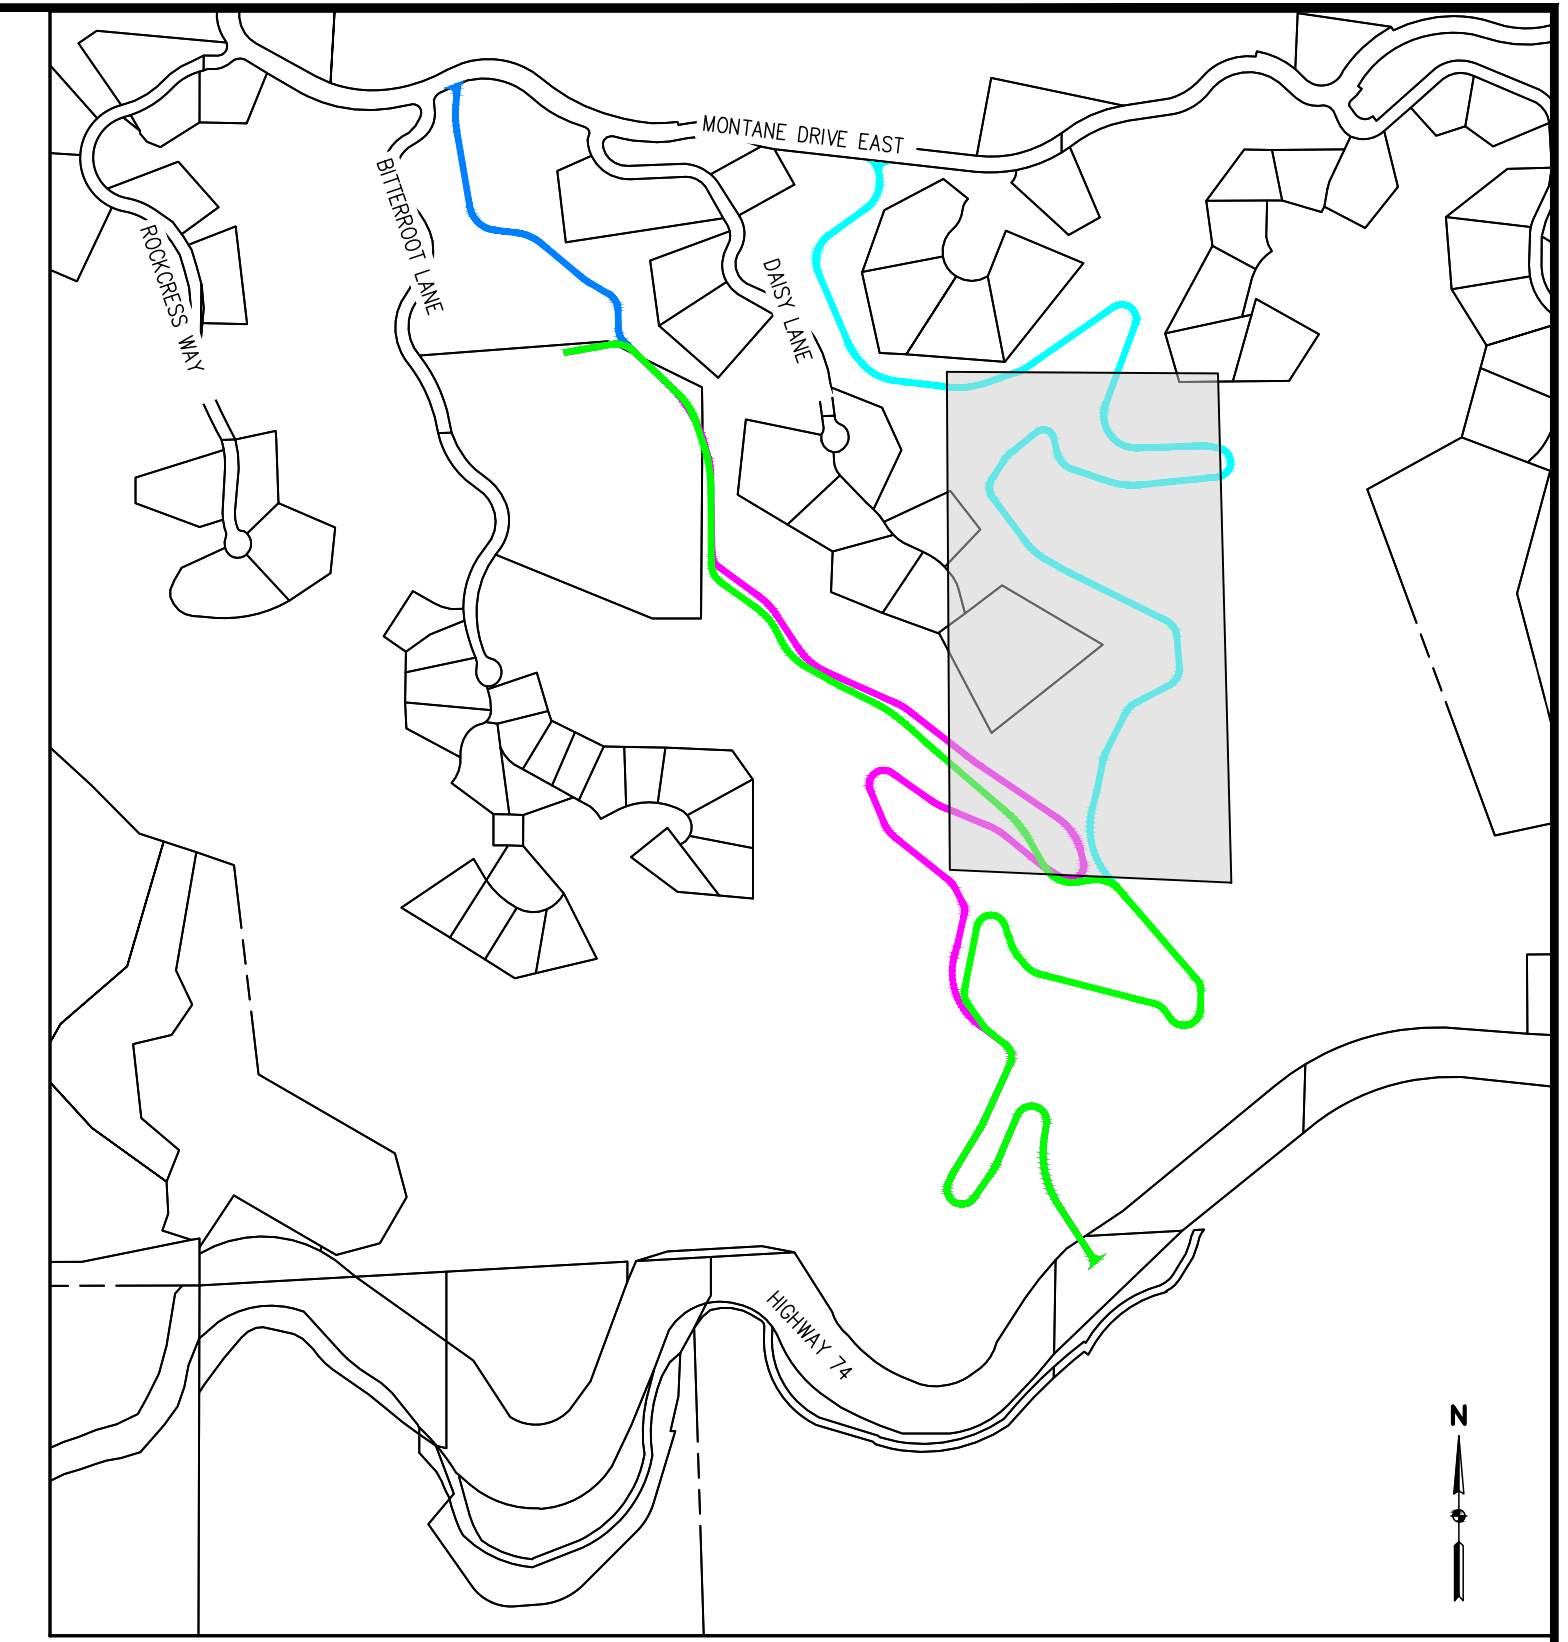 MONTANE DRIVE EAST
BITTERROOT LANE
ROCKCRESS WAY
DAISY LANE
HIGHWAY 74
N